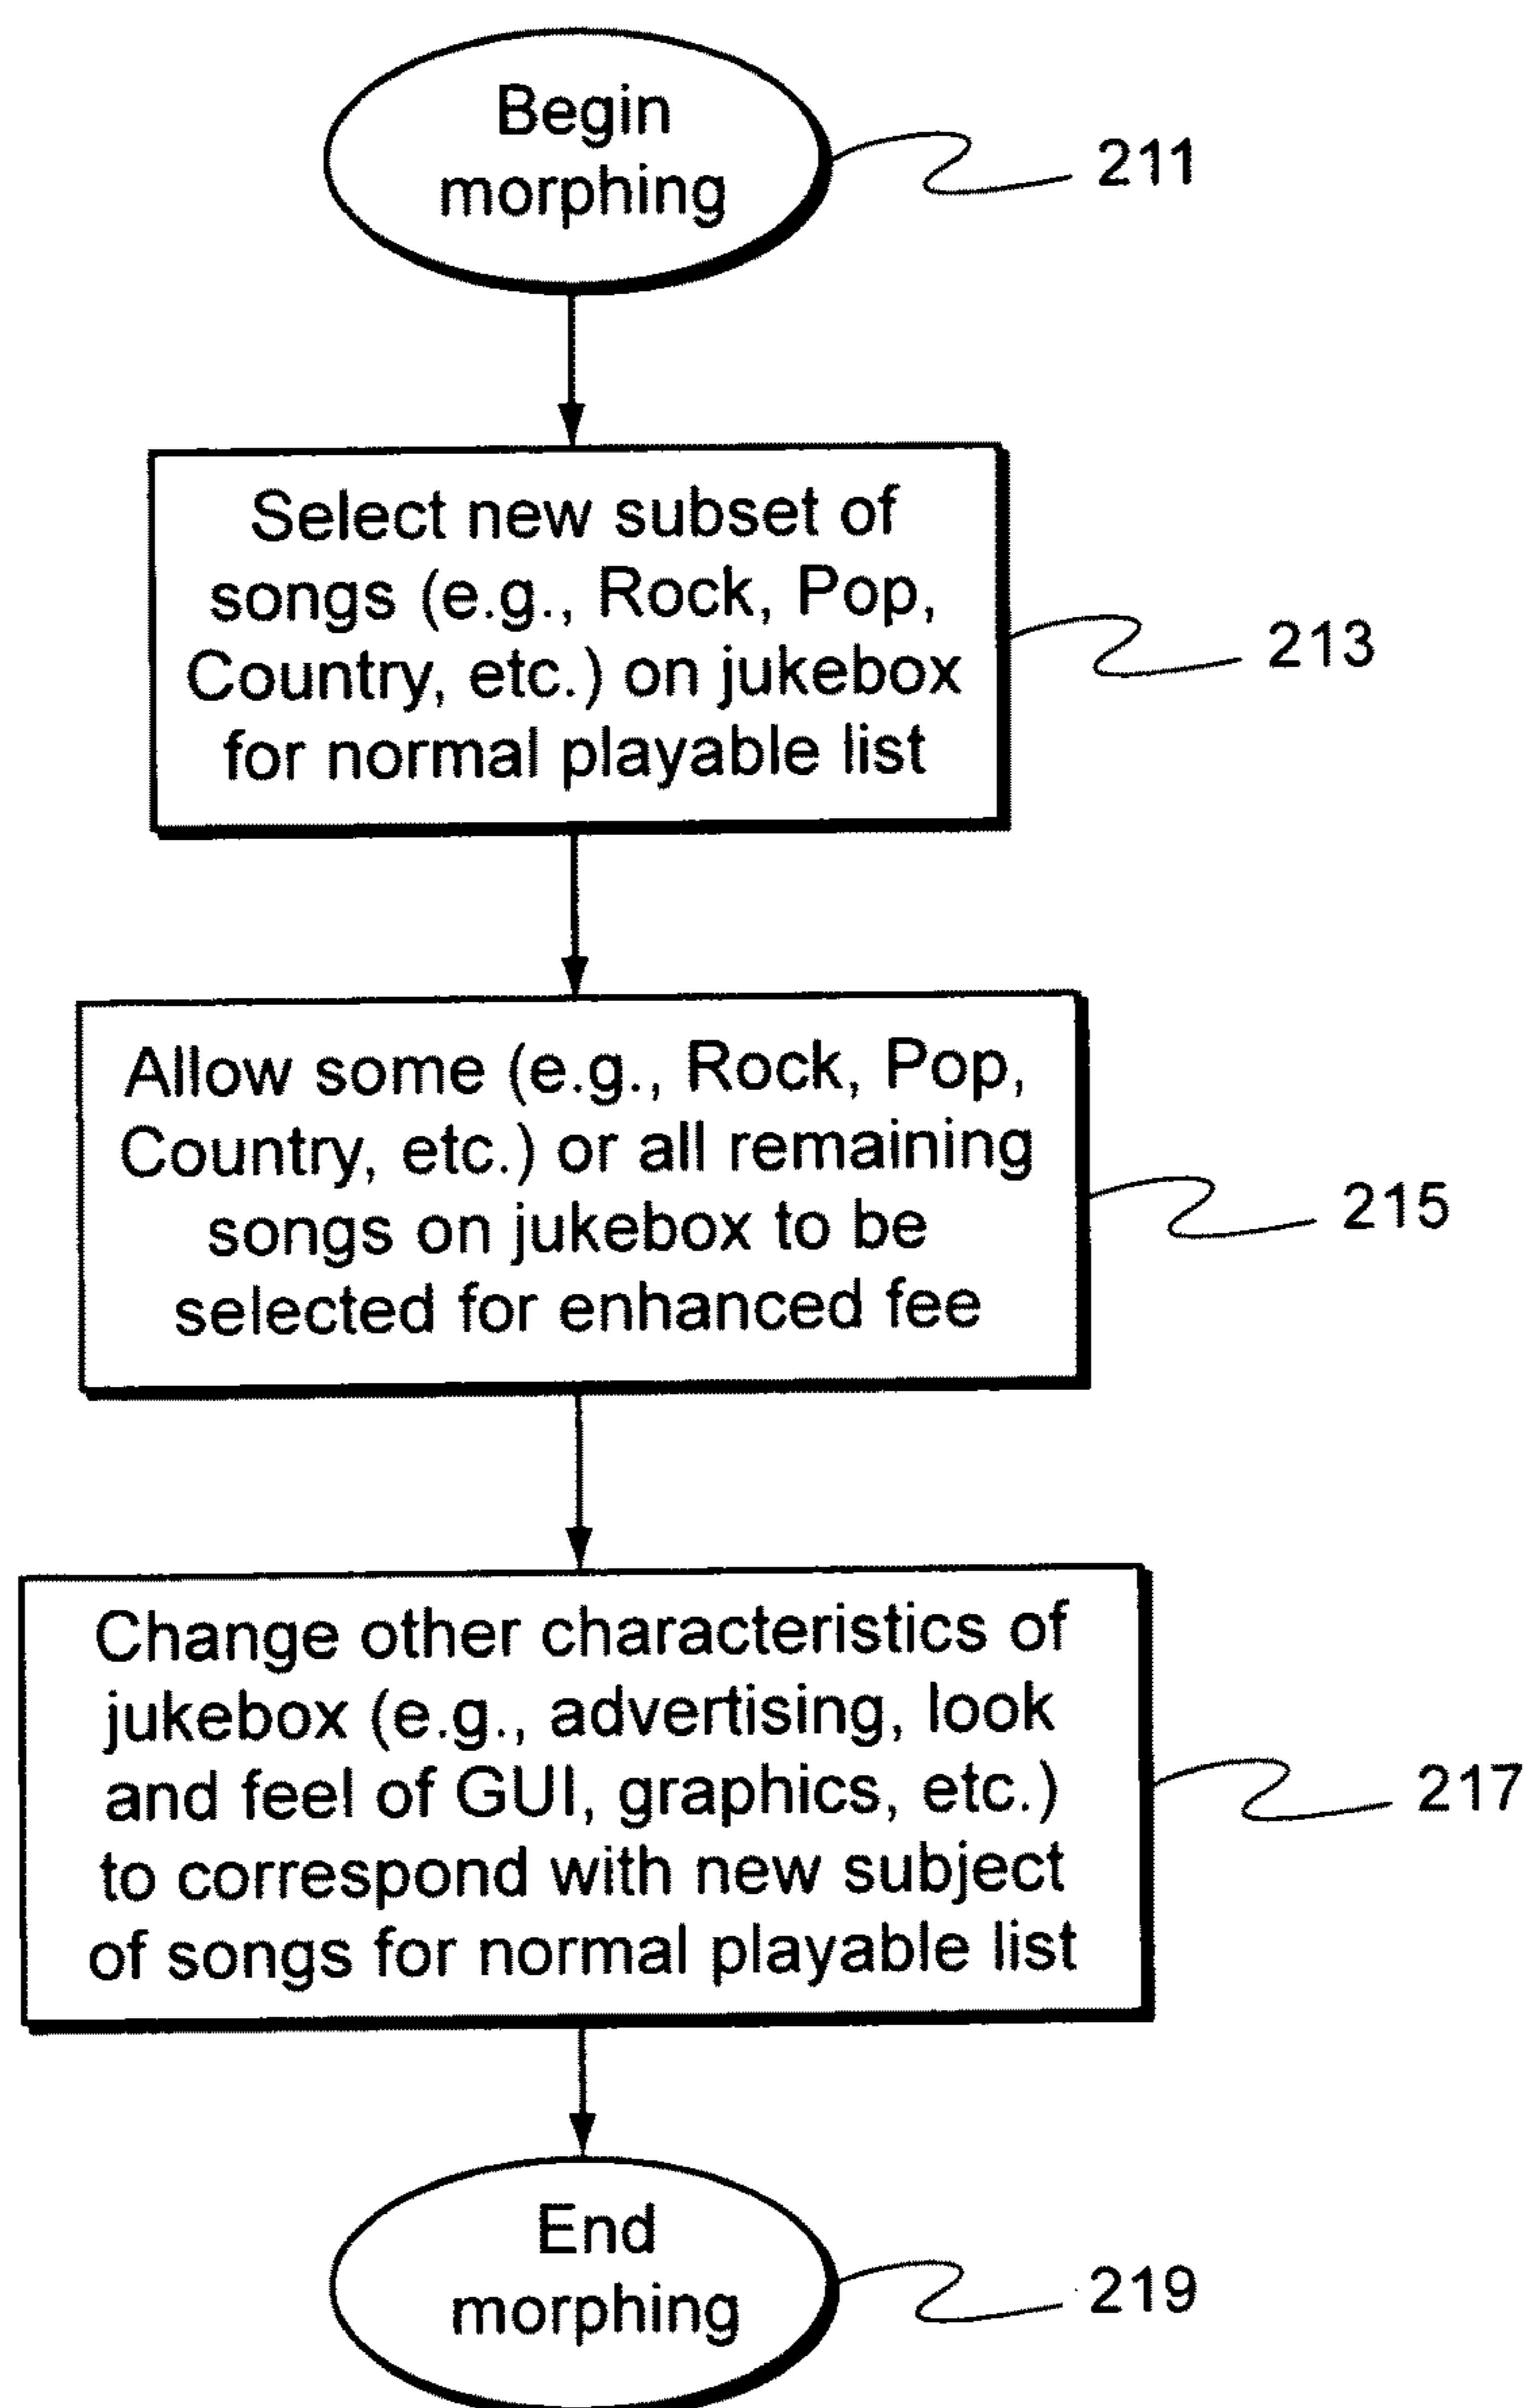 Begin
morphing
211
Select new subset of
songs (e.g., Rock, Pop,
Country, etc.) on jukebox
for normal playable list
213
Allow some (e.g., Rock, Pop,
Country, etc.) or all remaining
songs on jukebox to be
selected for enhanced fee
215
Change other characteristics of
jukebox (e.g., advertising, look
and feel of GUI, graphics, etc.)
to correspond with new subject
of songs for normal playable list
217
End
morphing
219